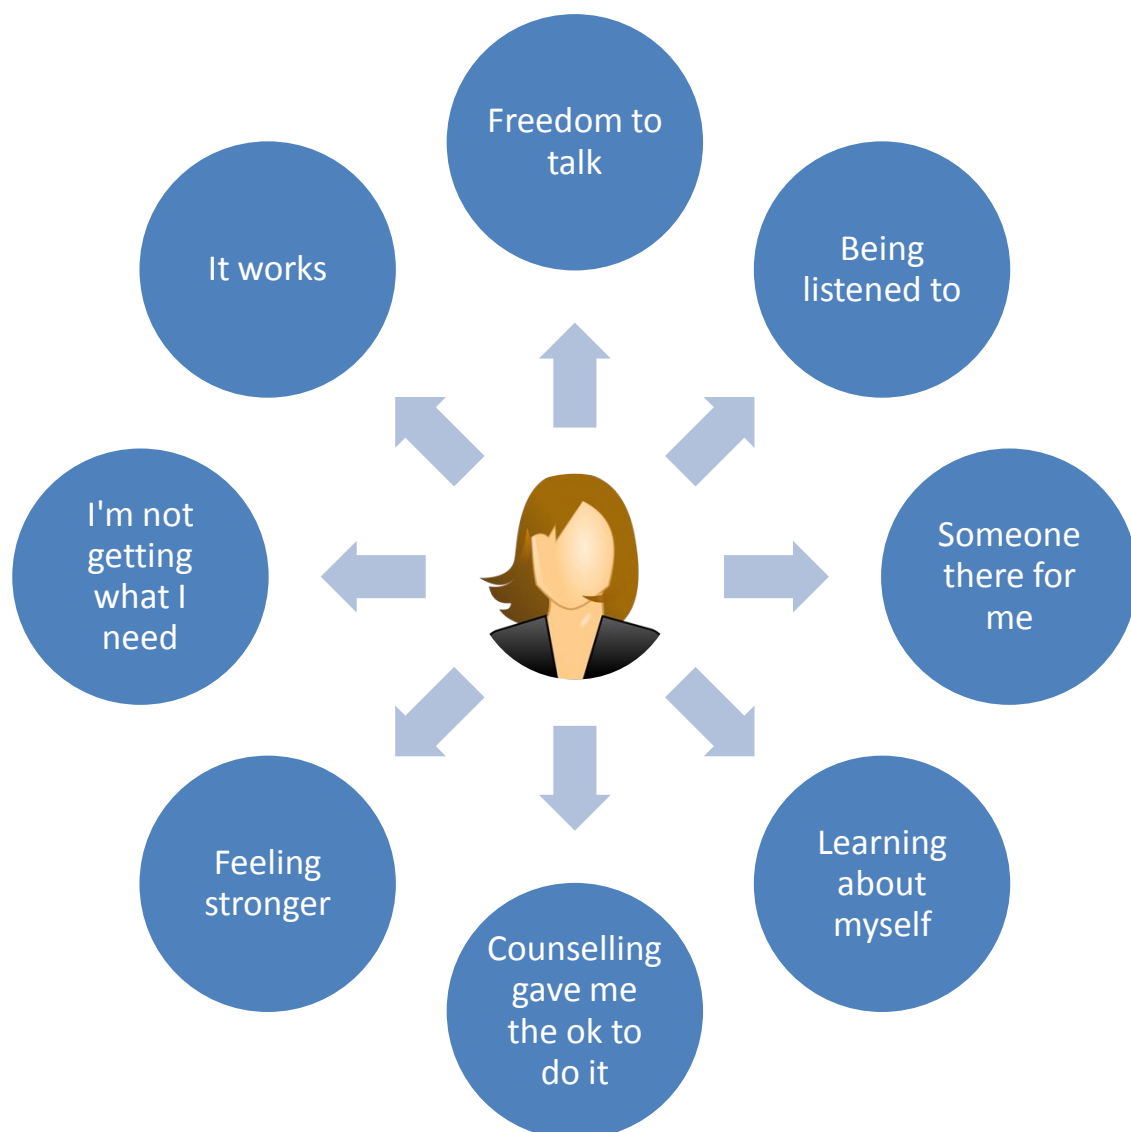 Freedom to
talk
Being
listened to
Someone
there for
me
Learning
about
myself
Counselling
gave me
the ok to
do it
Feeling
stronger
I'm not
getting
what I
need
It works